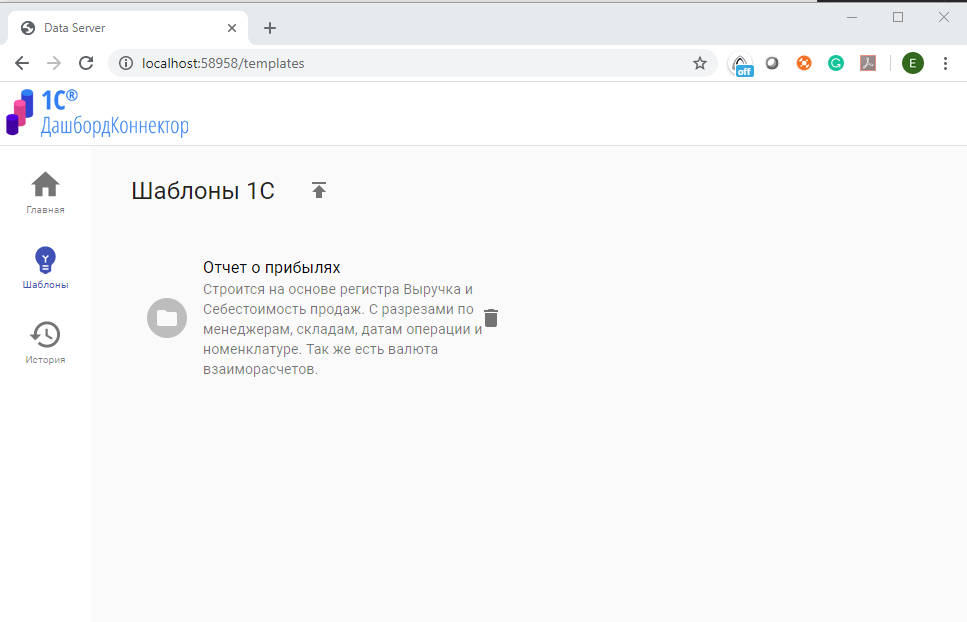 Data Server
localhost:58958/templates
off
E
1С®
ДашбордКоннектор
Главная
Шаблоны
История
Шаблоны 1С
Отчет о прибылях
Строится на основе регистра Выручка и
Себестоимость продаж. С разрезами по
менеджерам, складам, датам операции и
номенклатуре. Так же есть валюта
взаиморасчетов.